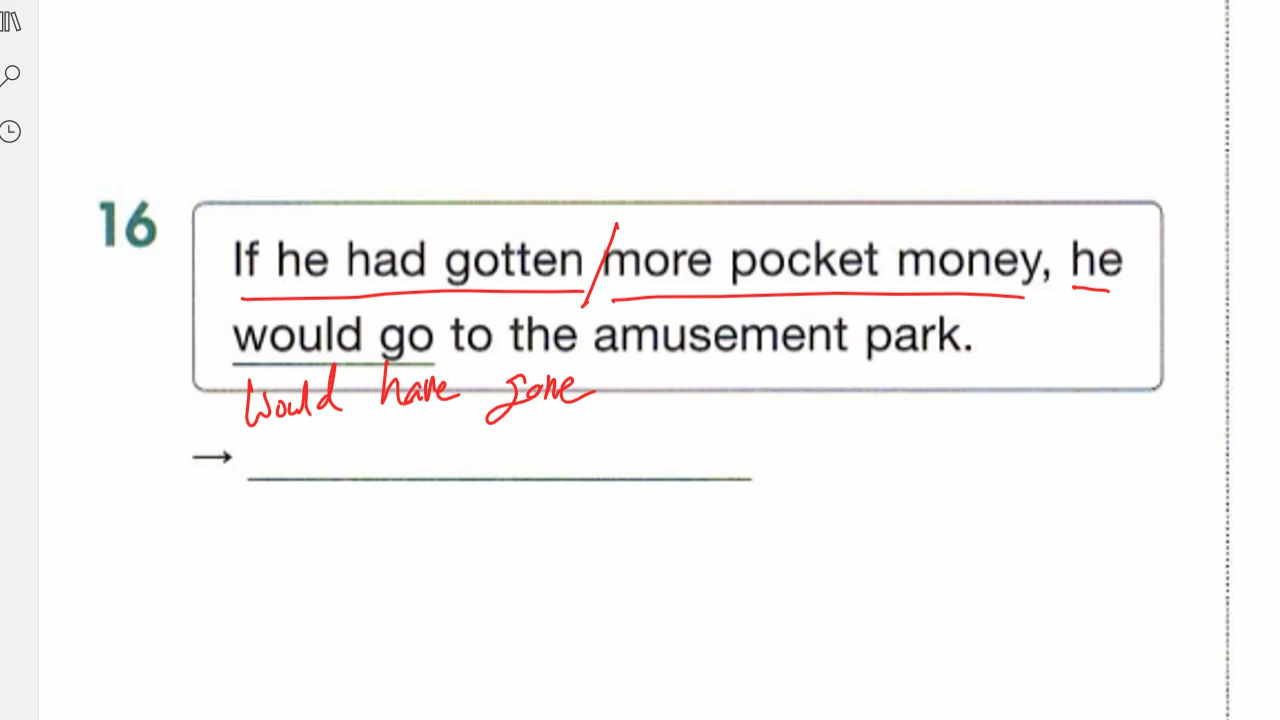 16
If he had gotten more pocket money, he
would go to the amusement park.
would have gone
→